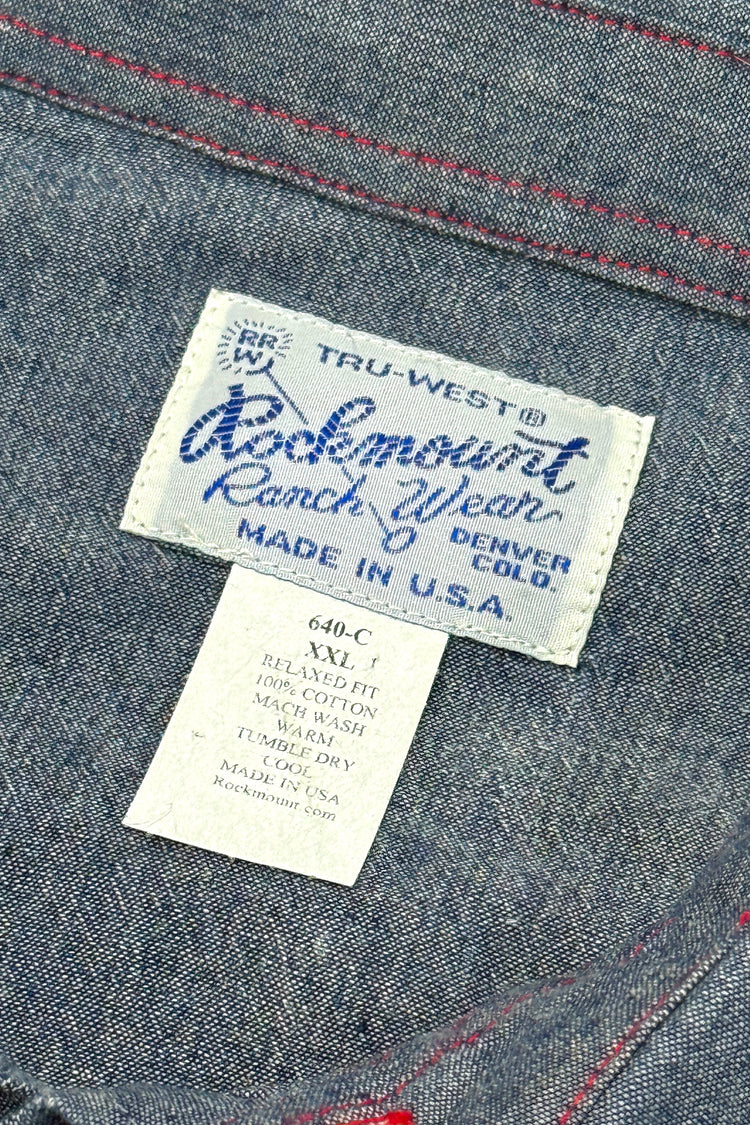 RR
W
TRU-WEST®
Rockmount
Ranch Wear
DENVER
COLO.
MADE IN U.S.A.
640-C
XXL
RELAXED FIT
100% COTTON
MACH WASH
WARM
TUMBLE DRY
COOL
MADE IN USA
Rockmount.com